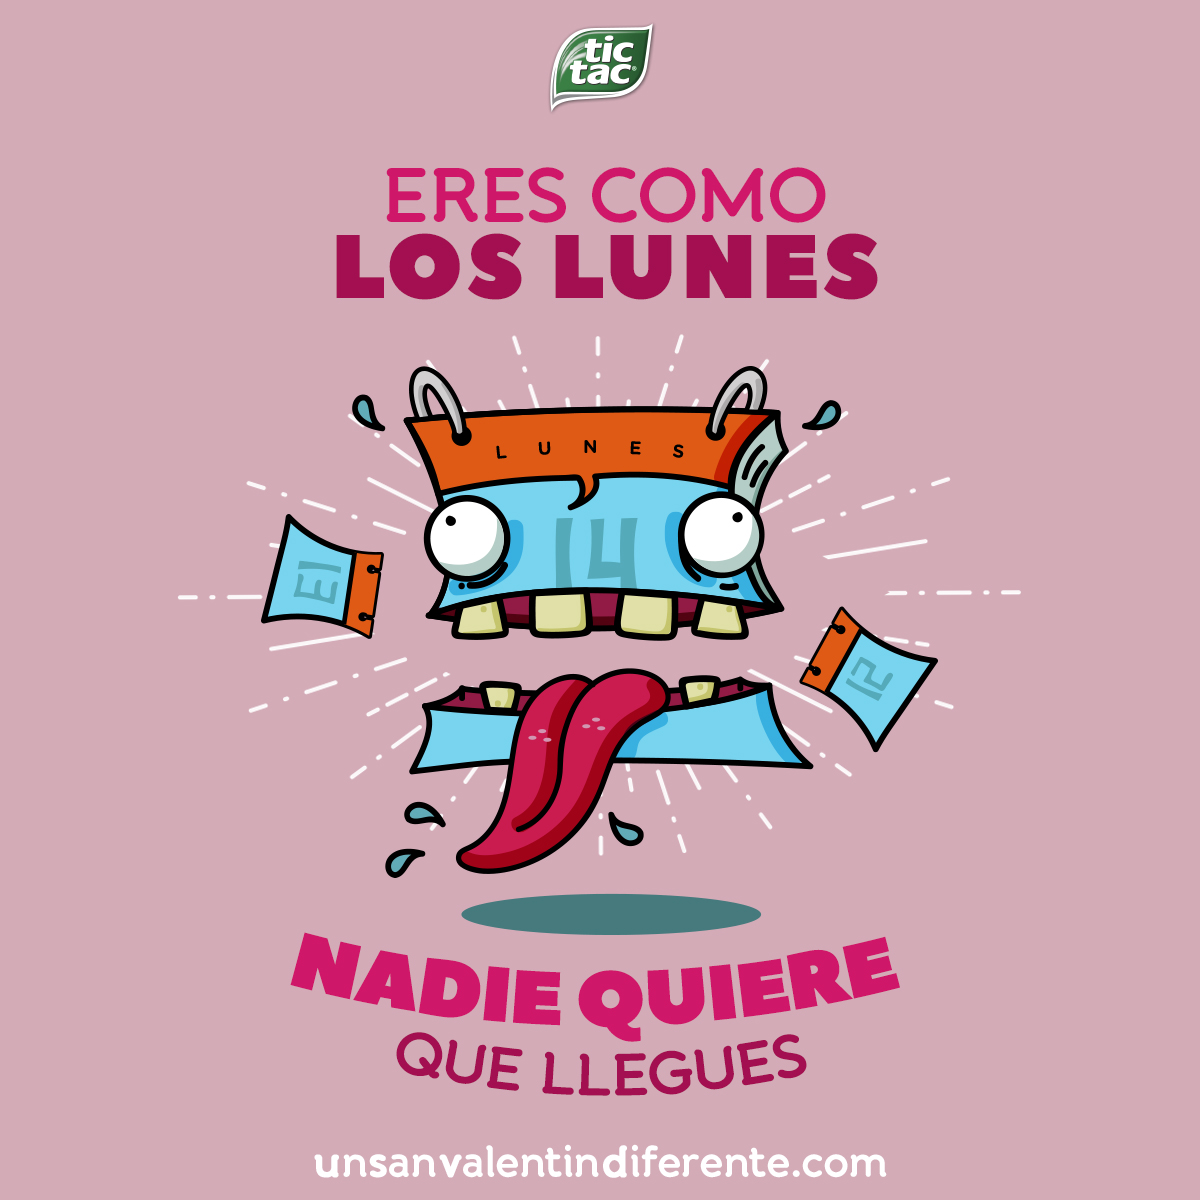 tic
tac
ERES COMO
LOS LUNES
LUNES
14
13
12
NADIE QUIERE
QUE LLEGUES
unsanvalentindiferente.com